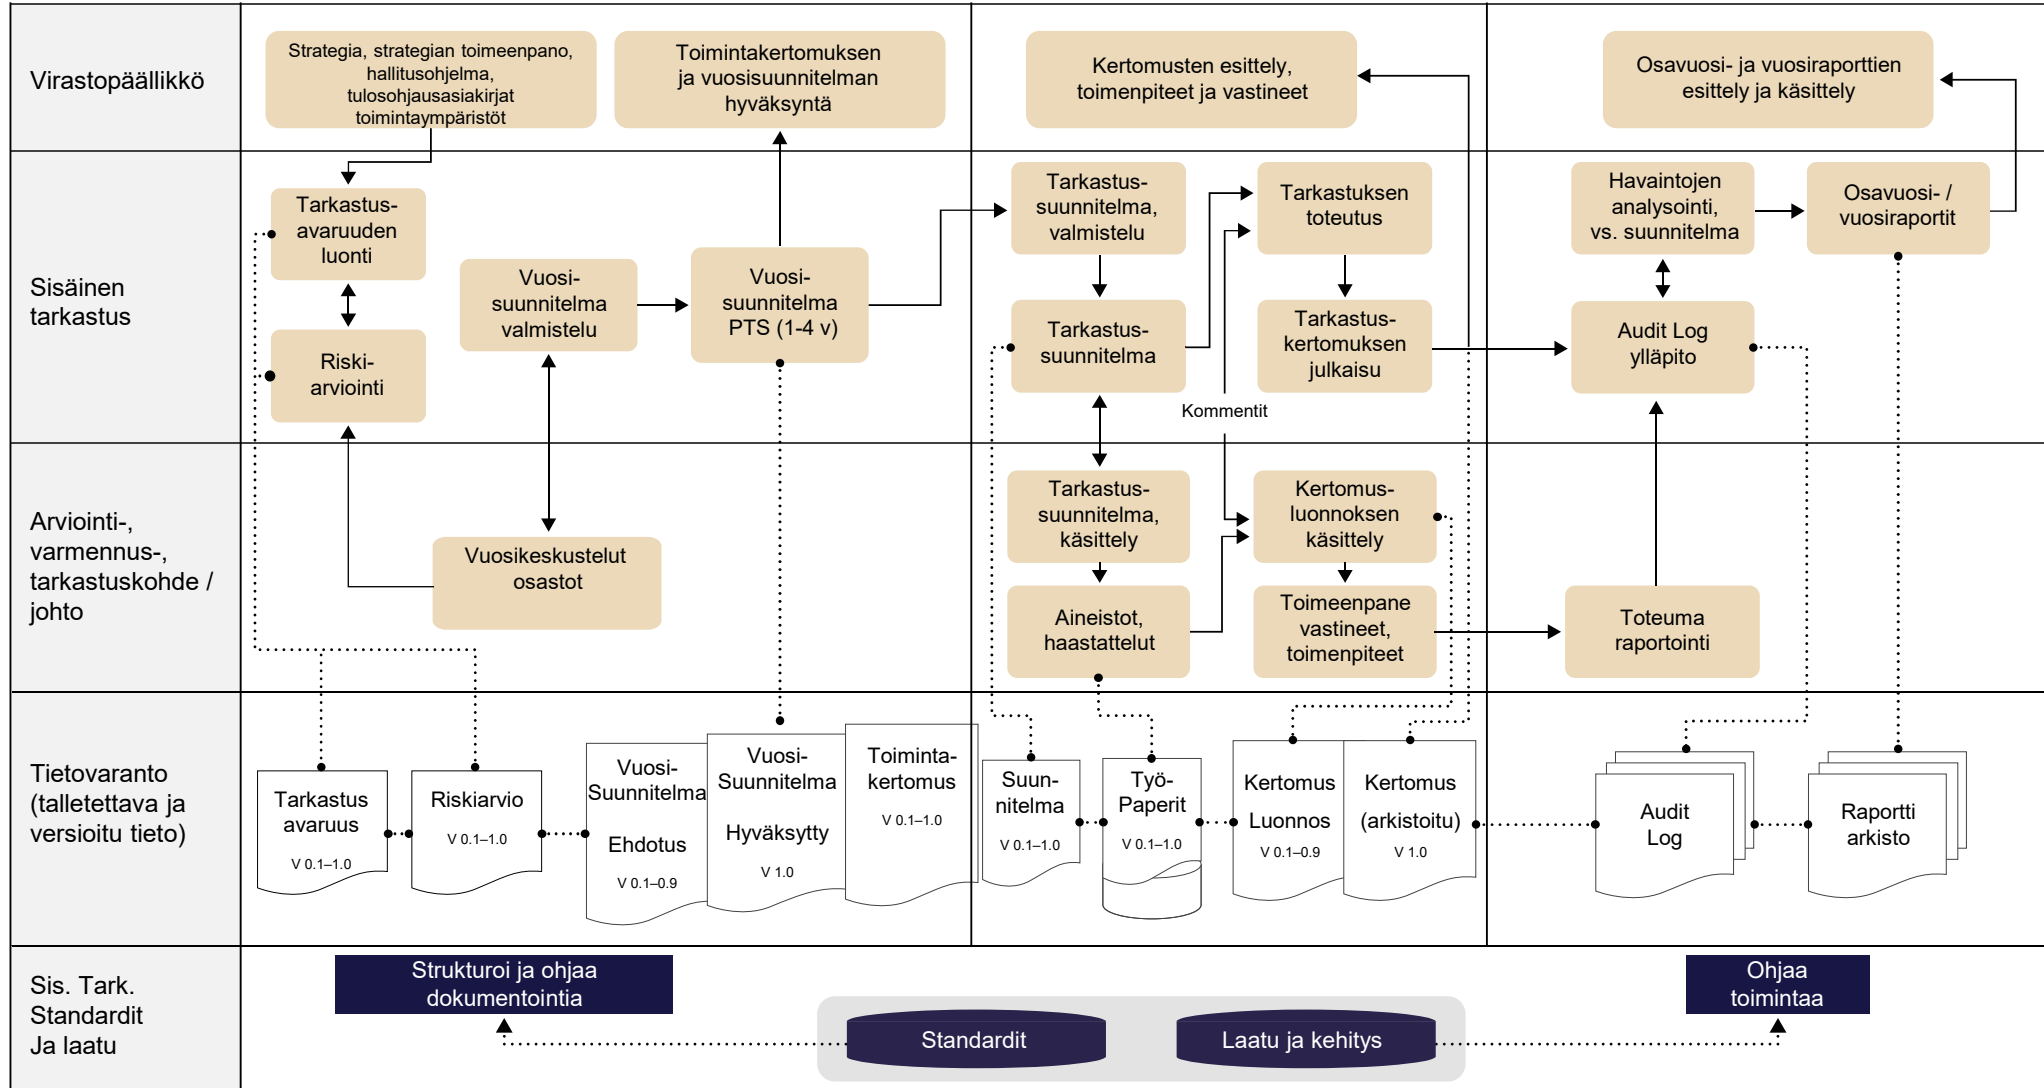 Virastopäällikkö
Strategia, strategian toimeenpano,
hallitusohjelma,
tulosohjausasiakirjat
toimintaympäristöt
Toimintakertomuksen
ja vuosisuunnitelman
hyväksyntä
Kertomusten esittely,
toimenpiteet ja vastineet
Osavuosi- ja vuosiraporttien
esittely ja käsittely
Sisäinen
tarkastus
Tarkastus-
avaruuden
luonti
Riski-
arviointi
Vuosi-
suunnitelma
valmistelu
Vuosi-
suunnitelma
PTS (1-4 v)
Tarkastus-
suunnitelma,
valmistelu
Tarkastuksen
toteutus
Tarkastus-
suunnitelma
Tarkastus-
kertomuksen
julkaisu
Kommentit
Havaintojen
analysointi,
vs. suunnitelma
Osavuosi- /
vuosiraportit
Audit Log
ylläpito
Arviointi-,
varmennus-,
tarkastuskohde /
johto
Vuosikeskustelut
osastot
Tarkastus-
suunnitelma,
käsittely
Kertomus-
luonnoksen
käsittely
Aineistot,
haastattelut
Toimeenpane
vastineet,
toimenpiteet
Toteuma
raportointi
Tietovaranto
(talletettava ja
versioitu tieto)
Tarkastus
avaruus
V 0.1–1.0
Riskiarvio
V 0.1–1.0
Vuosi-
Suunnitelma
Ehdotus
V 0.1–0.9
Vuosi-
Suunnitelma
Hyväksytty
V 1.0
Toiminta-
kertomus
V 0.1–1.0
Suun-
nitelma
V 0.1–1.0
Työ-
Paperit
V 0.1–1.0
Kertomus
Luonnos
V 0.1–0.9
Kertomus
(arkistoitu)
V 1.0
Audit
Log
Raportti
arkisto
Sis. Tark.
Standardit
Ja laatu
Strukturoi ja ohjaa
dokumentointia
Standardit
Laatu ja kehitys
Ohjaa
toimintaa